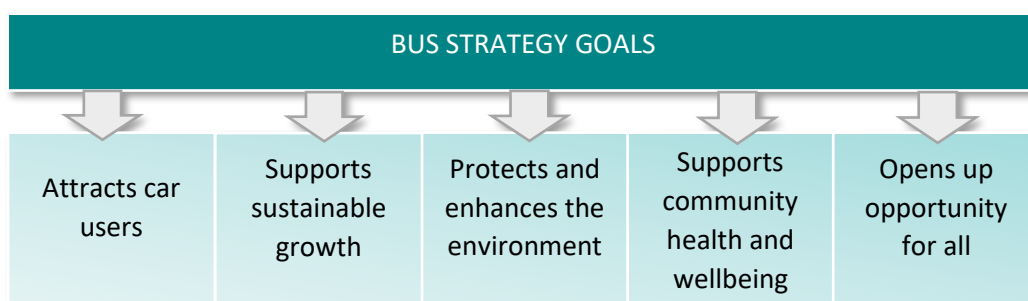 BUS STRATEGY GOALS
Attracts car
users
Supports
sustainable
growth
Protects and
enhances the
environment
Supports
community
health and
wellbeing
Opens up
opportunity
for all